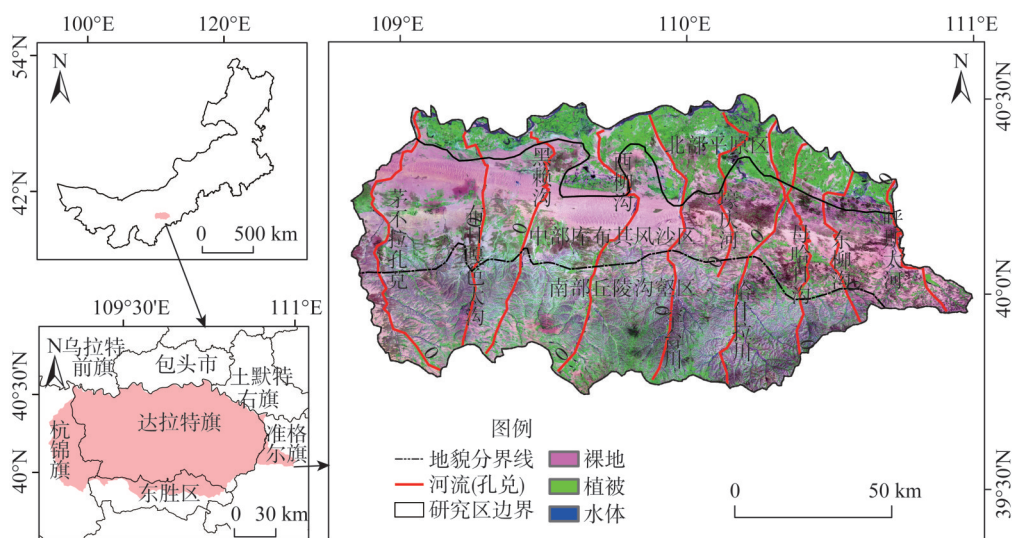 100°E
120°E
54°N
42°N
N
0
500 km
109°30'E
111°E
40°30'N
40°N
N
乌拉特
前旗
包头市
土默特
右旗
达拉特旗
杭
锦
旗
准格
尔旗
东胜区
0
30 km
109°E
110°E
111°E
40°30'N
40°0'N
39°30'N
N
北部平原区
黑赖沟
西柳沟
茅不拉孔兑
中部库布其风沙区
东柳沟
南部丘陵沟壑区
图例
地貌分界线
河流(孔兑)
研究区边界
裸地
植被
水体
0
50 km